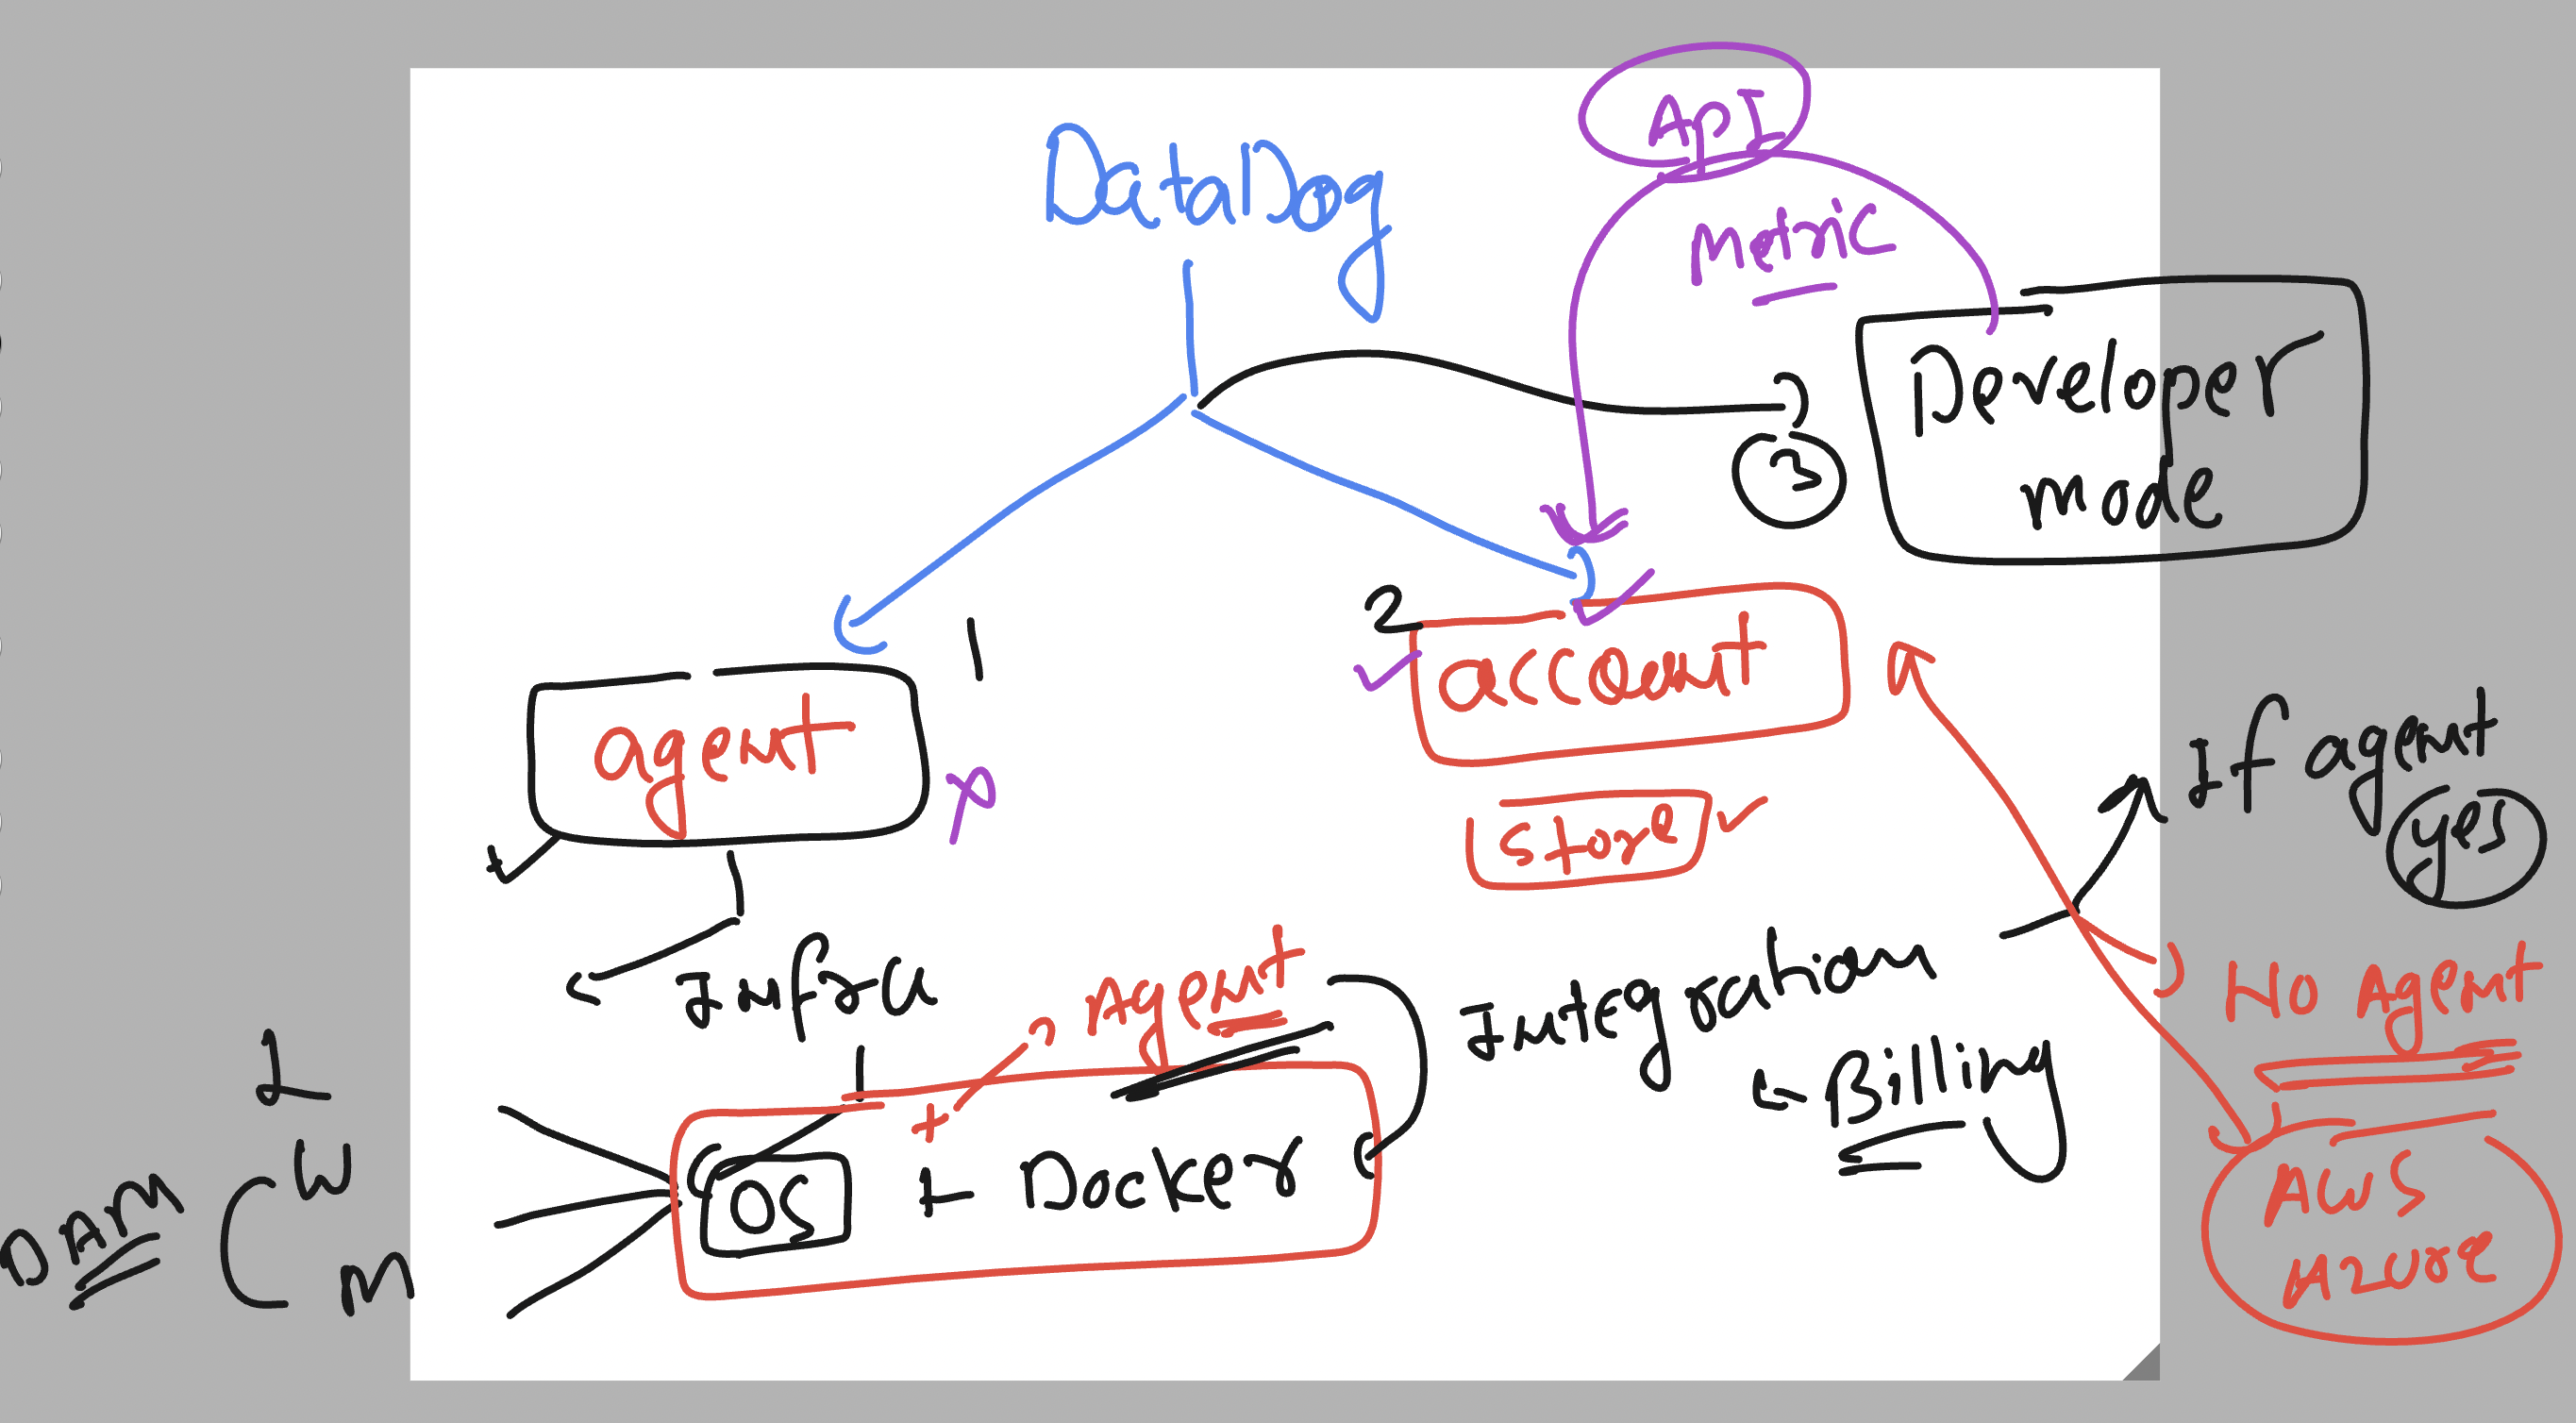 API
DataDog
Metric
3
Developer
mode
1
2
account
agent
store
If agent
yes
Infra
Agent
Integration
No Agent
Billing
L
W
M
DAM
+
OS + Docker
AWS
Azure